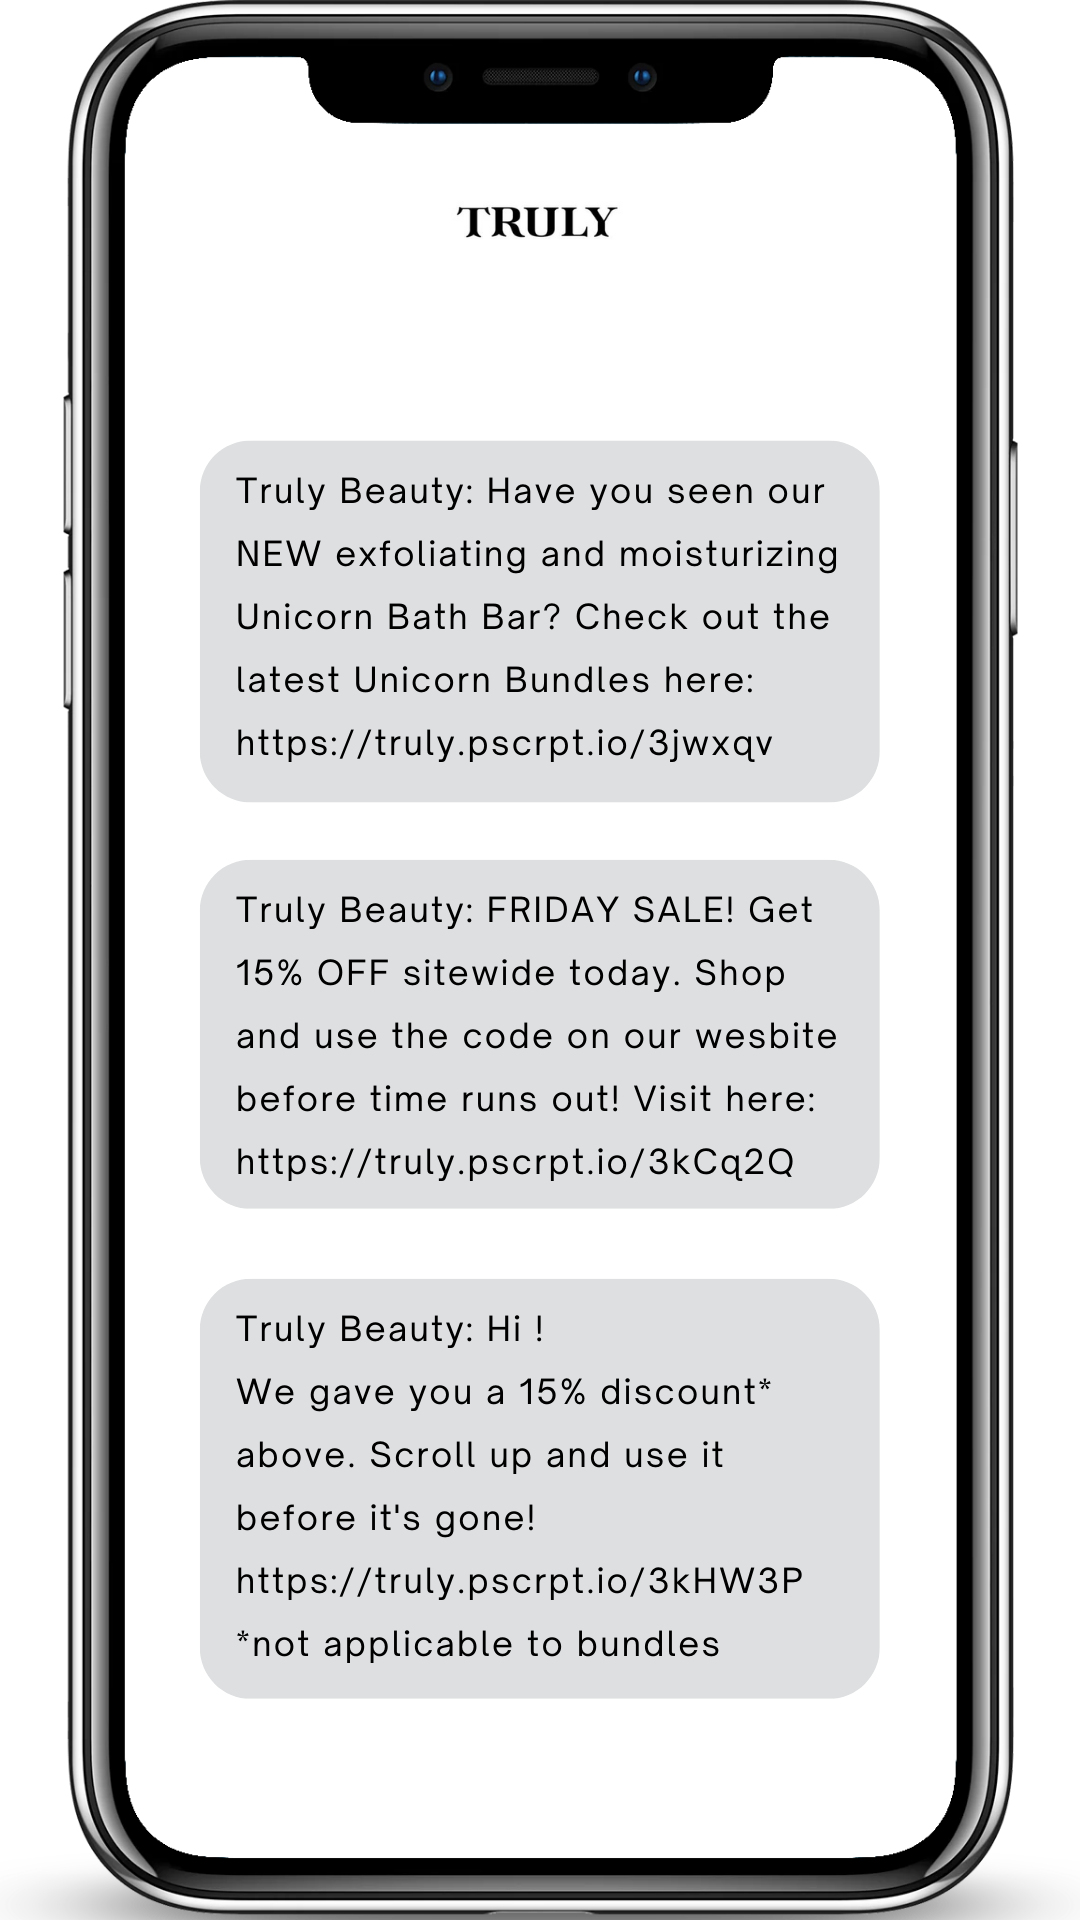 TRULY
Truly Beauty: Have you seen our
NEW exfoliating and moisturizing
Unicorn Bath Bar? Check out the
latest Unicorn Bundles here:
https://truly.pscrpt.io/3jwxqv
Truly Beauty: FRIDAY SALE! Get
15% OFF sitewide today. Shop
and use the code on our wesbite
before time runs out! Visit here:
https://truly.pscrpt.io/3kCq2Q
Truly Beauty: Hi !
We gave you a 15% discount*
above. Scroll up and use it
before it's gone!
https://truly.pscrpt.io/3kHW3P
*not applicable to bundles